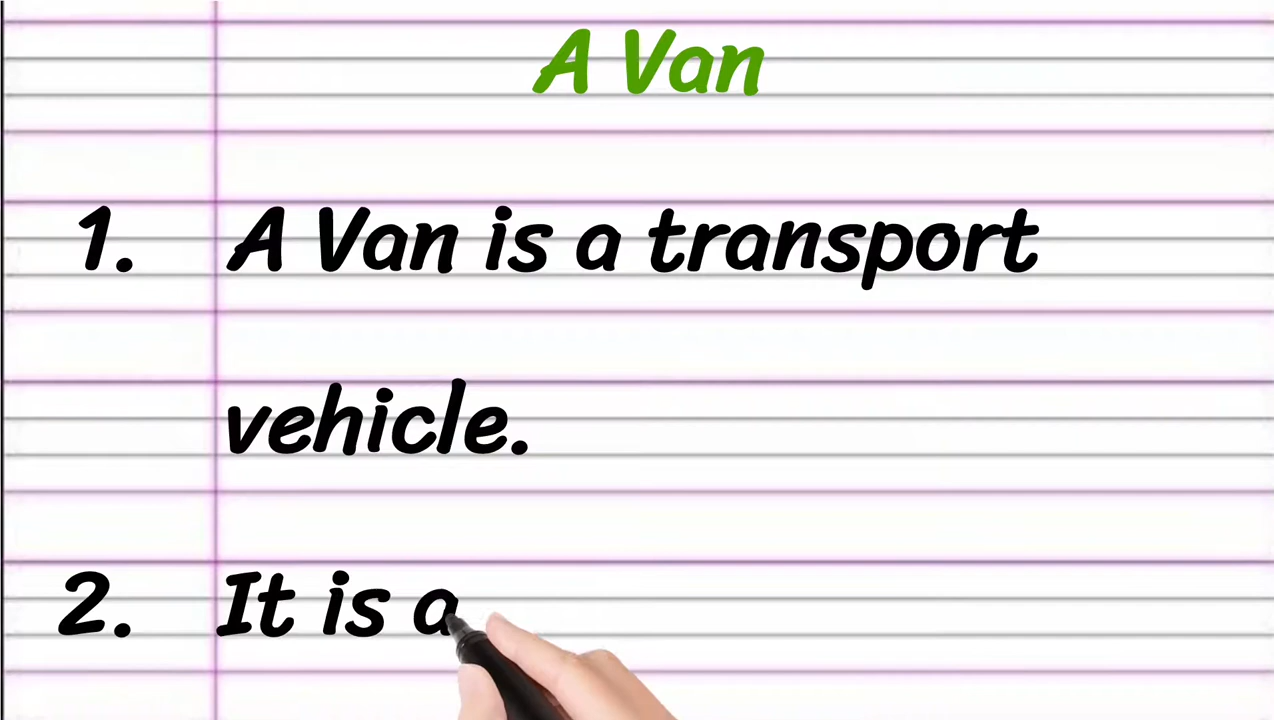 A Van
1. A Van is a transport
vehicle.
2. It is a